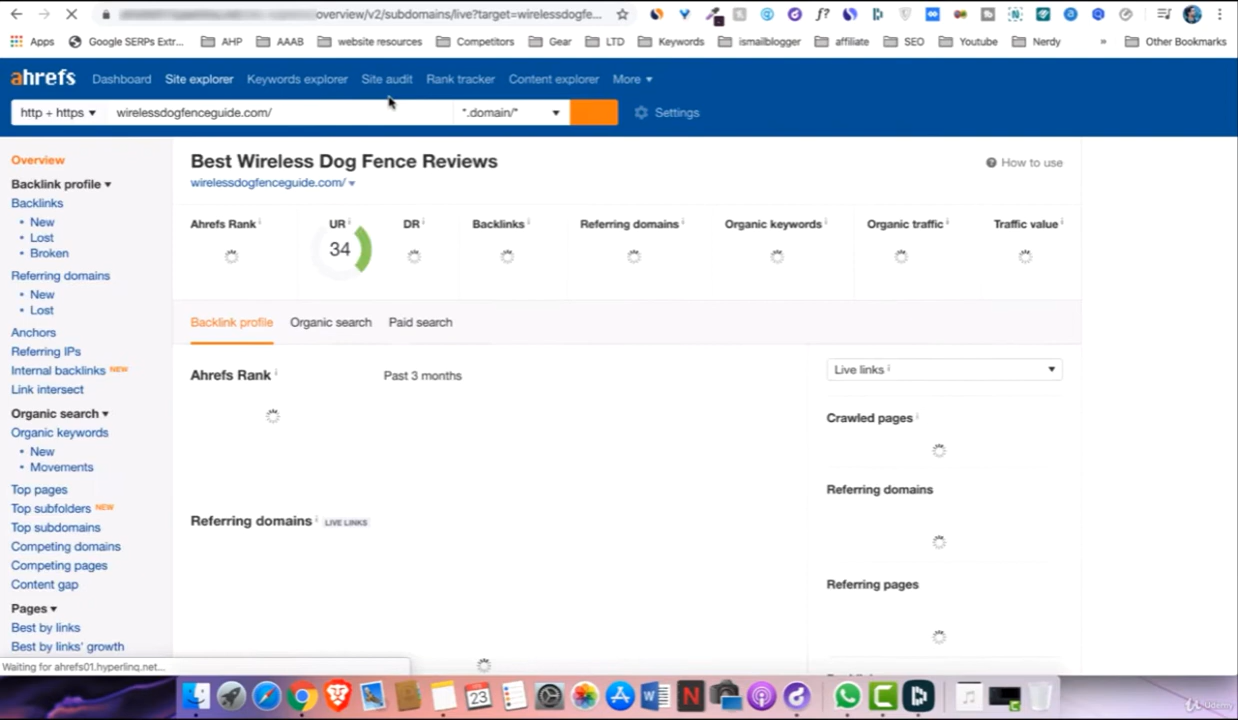 overview/v2/subdomains/live?target=wirelessdogfe...
Apps Google SERPs Extr... AHP AAAB website resources Competitors Gear LTD Keywords ismailblogger affiliate SEO Youtube Nerdy » Other Bookmarks
ahrefs Dashboard Site explorer Keywords explorer Site audit Rank tracker Content explorer More
http + https wirelessdogfenceguide.com/ *.domain/* Settings
Overview
Backlink profile
Backlinks
New
Lost
Broken
Referring domains
New
Lost
Anchors
Referring IPs
Internal backlinks NEW
Link intersect
Organic search
Organic keywords
New
Movements
Top pages
Top subfolders NEW
Top subdomains
Competing domains
Competing pages
Content gap
Pages
Best by links
Best by links' growth
Best Wireless Dog Fence Reviews
How to use
wirelessdogfenceguide.com/
Ahrefs Rank UR DR Backlinks Referring domains Organic keywords Organic traffic Traffic value
34
Backlink profile Organic search Paid search
Ahrefs Rank Past 3 months
Live links
Crawled pages
Referring domains
Referring domains LIVE LINKS
Referring pages
Waiting for ahrefs01.hyperlinq.net...
23
Udemy